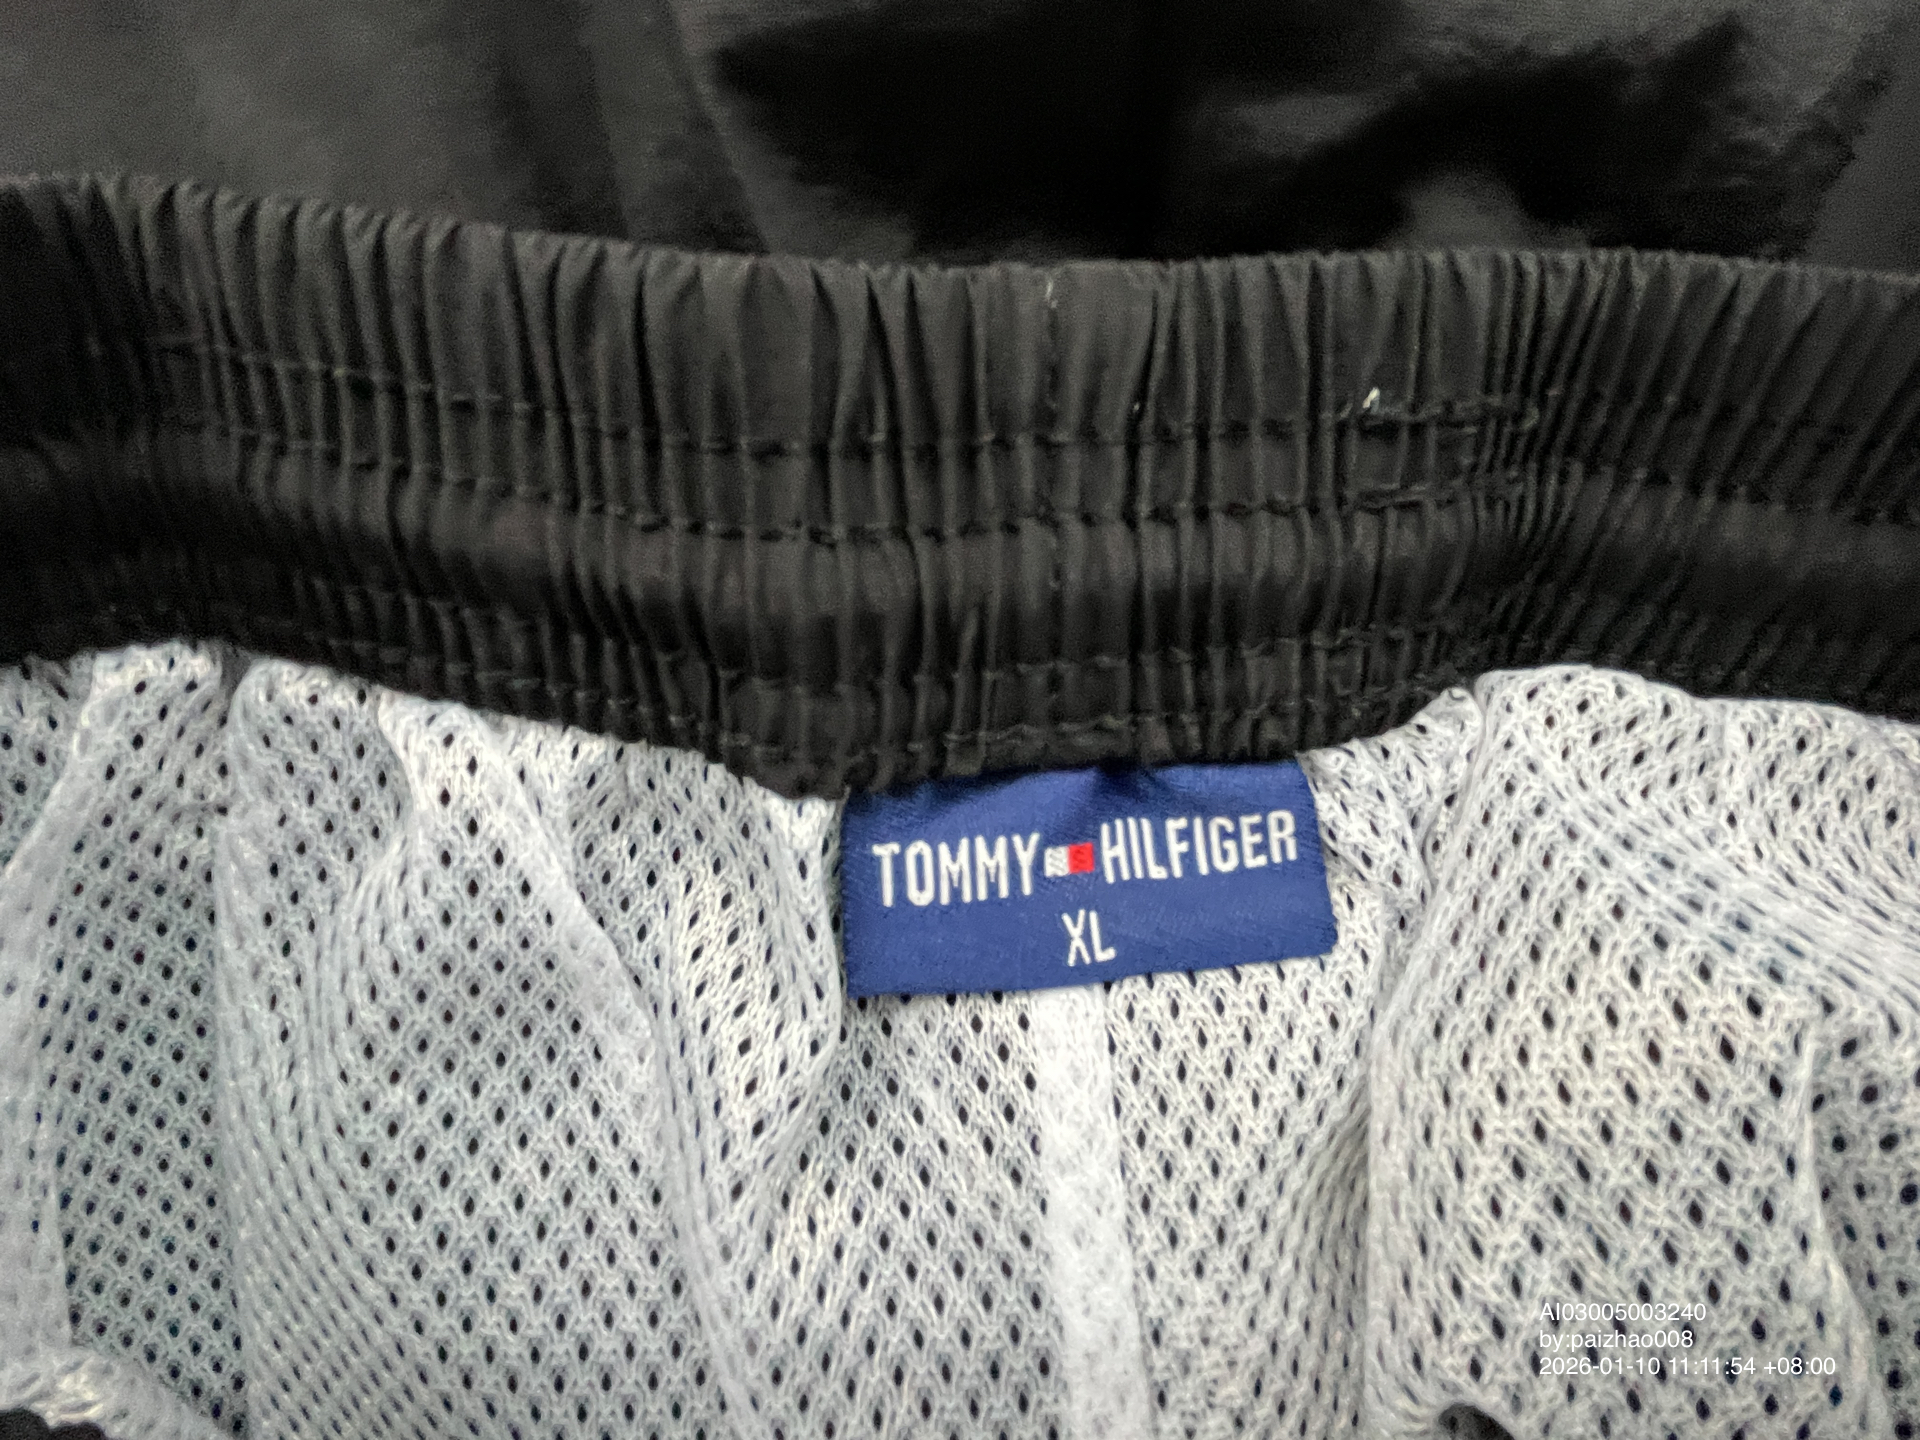 TOMMY HILFIGER
XL
AI03005003240
by:paizhao008
2026-01-10 11:11:54 +08:00